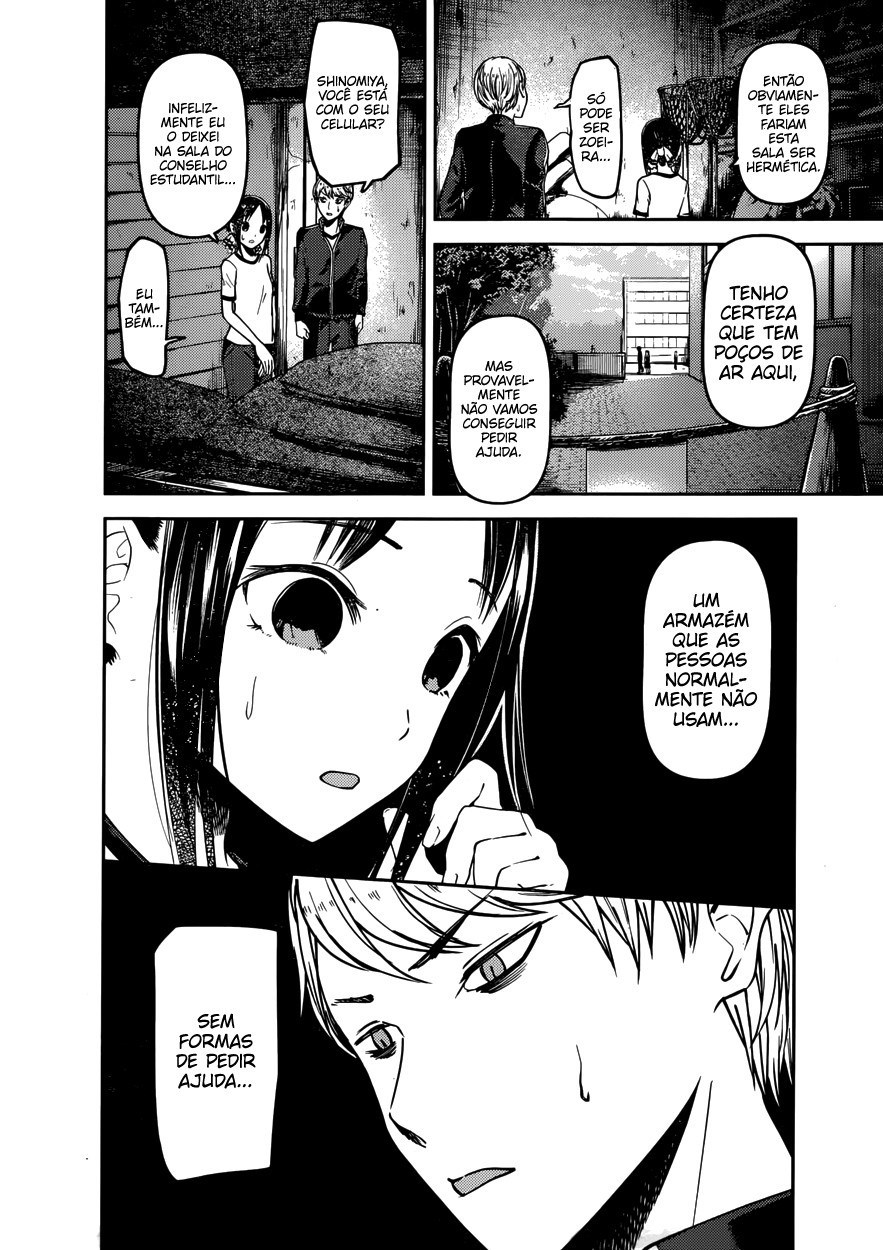 ENTÃO
OBVIAMEN-
TE ELES
FARIAM
ESTA
SALA SER
HERMÉTICA.
SÓ
PODE
SER
ZOEI-
RA...
TENHO
CERTEZA
QUE TEM
POÇOS DE
AR AQUI,
MAS
PROVAVEL-
MENTE
NÃO VAMOS
CONSEGUIR
PEDIR
AJUDA.
SHINOMIYA,
VOCÊ ESTÁ
COM O SEU
CELULAR?
INFELIZ-
MENTE EU
O DEIXEI
NA SALA DO
CONSELHO
ESTUDANTIL...
EU
TAM-
BÉM...
UM
ARMAZÉM
QUE AS
PESSOAS
NORMAL-
MENTE NÃO
USAM...
SEM
FORMAS
DE PEDIR
AJUDA...